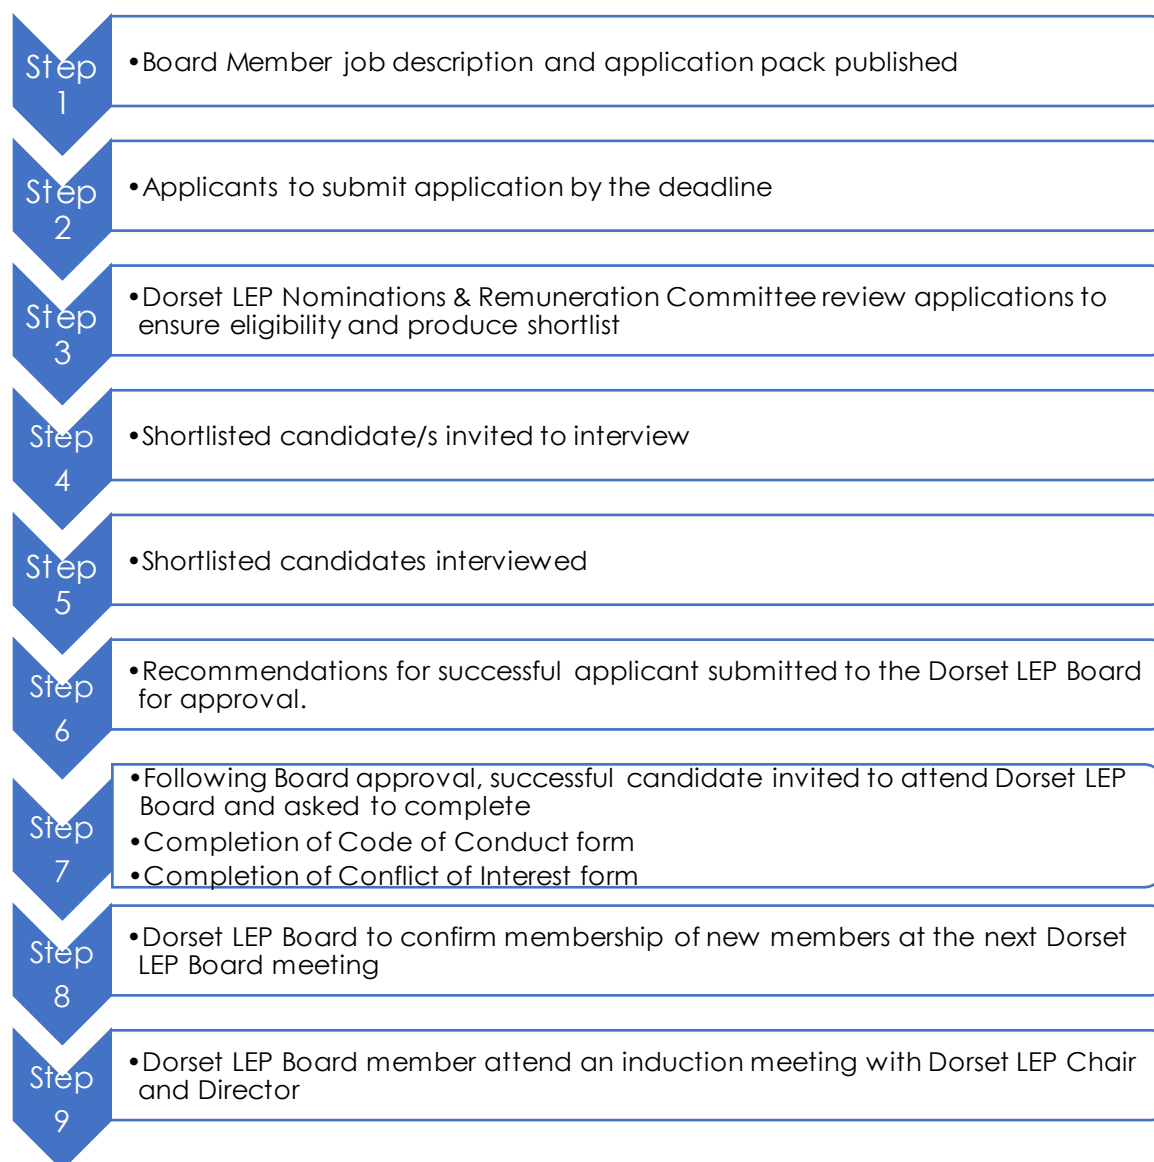 Step
1
•Board Member job description and application pack published
Step
2
•Applicants to submit application by the deadline
Step
3
•Dorset LEP Nominations & Remuneration Committee review applications to
ensure eligibility and produce shortlist
Step
4
•Shortlisted candidate/s invited to interview
Step
5
•Shortlisted candidates interviewed
Step
6
•Recommendations for successful applicant submitted to the Dorset LEP Board
for approval.
Step
7
•Following Board approval, successful candidate invited to attend Dorset LEP
Board and asked to complete
•Completion of Code of Conduct form
•Completion of Conflict of Interest form
Step
8
•Dorset LEP Board to confirm membership of new members at the next Dorset
LEP Board meeting
Step
9
•Dorset LEP Board member attend an induction meeting with Dorset LEP Chair
and Director